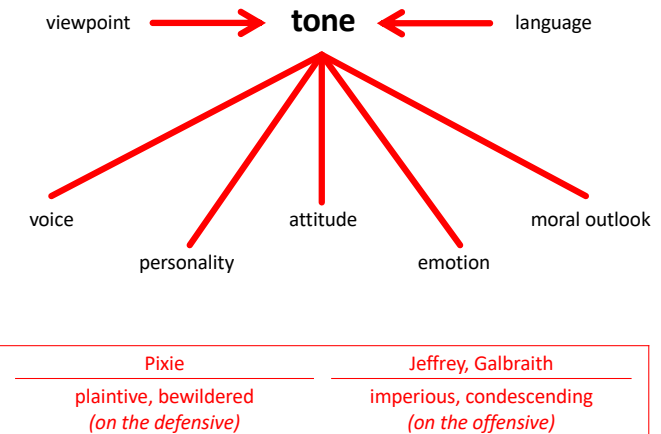 viewpoint tone language
voice attitude moral outlook
personality emotion
Pixie Jeffrey, Galbraith
plaintive, bewildered imperious, condescending
(on the defensive) (on the offensive)